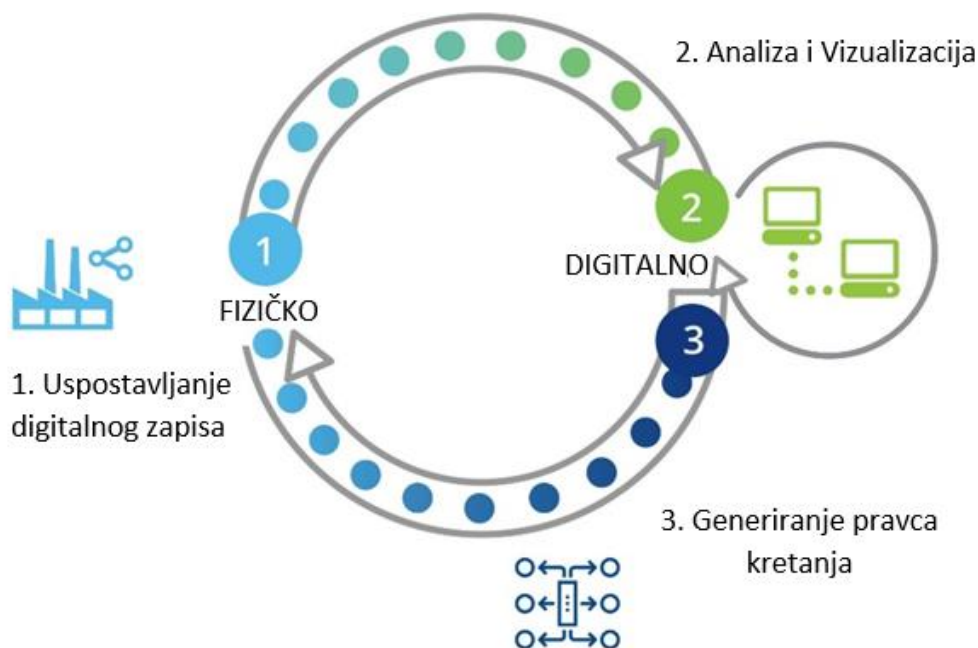 2. Analiza i Vizualizacija
2
1
DIGITALNO
FIZIČKO
3
1. Uspostavljanje
digitalnog zapisa
3. Generiranje pravca
kretanja